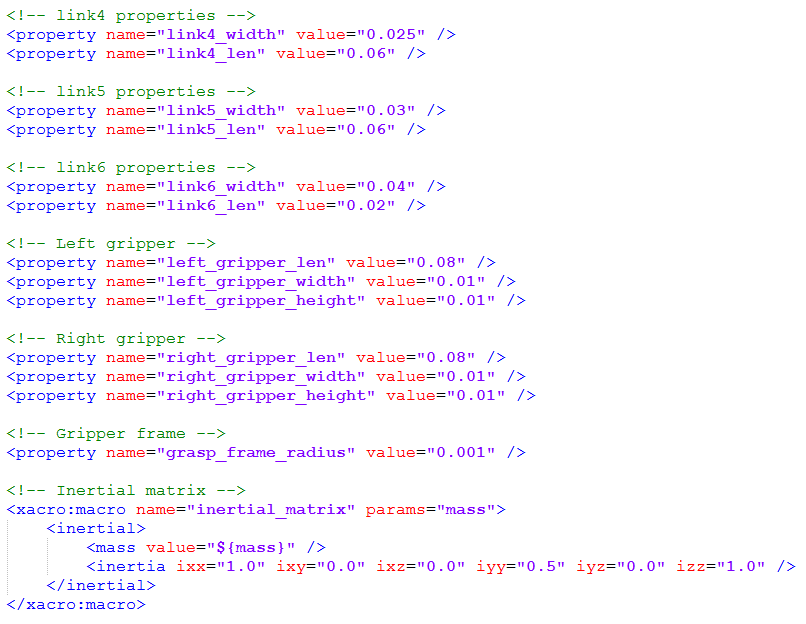 <!-- link4 properties -->
<property name="link4_width" value="0.025" />
<property name="link4_len" value="0.06" />
<!-- link5 properties -->
<property name="link5_width" value="0.03" />
<property name="link5_len" value="0.06" />
<!-- link6 properties -->
<property name="link6_width" value="0.04" />
<property name="link6_len" value="0.02" />
<!-- Left gripper -->
<property name="left_gripper_len" value="0.08" />
<property name="left_gripper_width" value="0.01" />
<property name="left_gripper_height" value="0.01" />
<!-- Right gripper -->
<property name="right_gripper_len" value="0.08" />
<property name="right_gripper_width" value="0.01" />
<property name="right_gripper_height" value="0.01" />
<!-- Gripper frame -->
<property name="grasp_frame_radius" value="0.001" />
<!-- Inertial matrix -->
<xacro:macro name="inertial_matrix" params="mass">
<inertial>
<mass value="${mass}" />
<inertia ixx="1.0" ixy="0.0" ixz="0.0" iyy="0.5" iyz="0.0" izz="1.0" />
</inertial>
</xacro:macro>